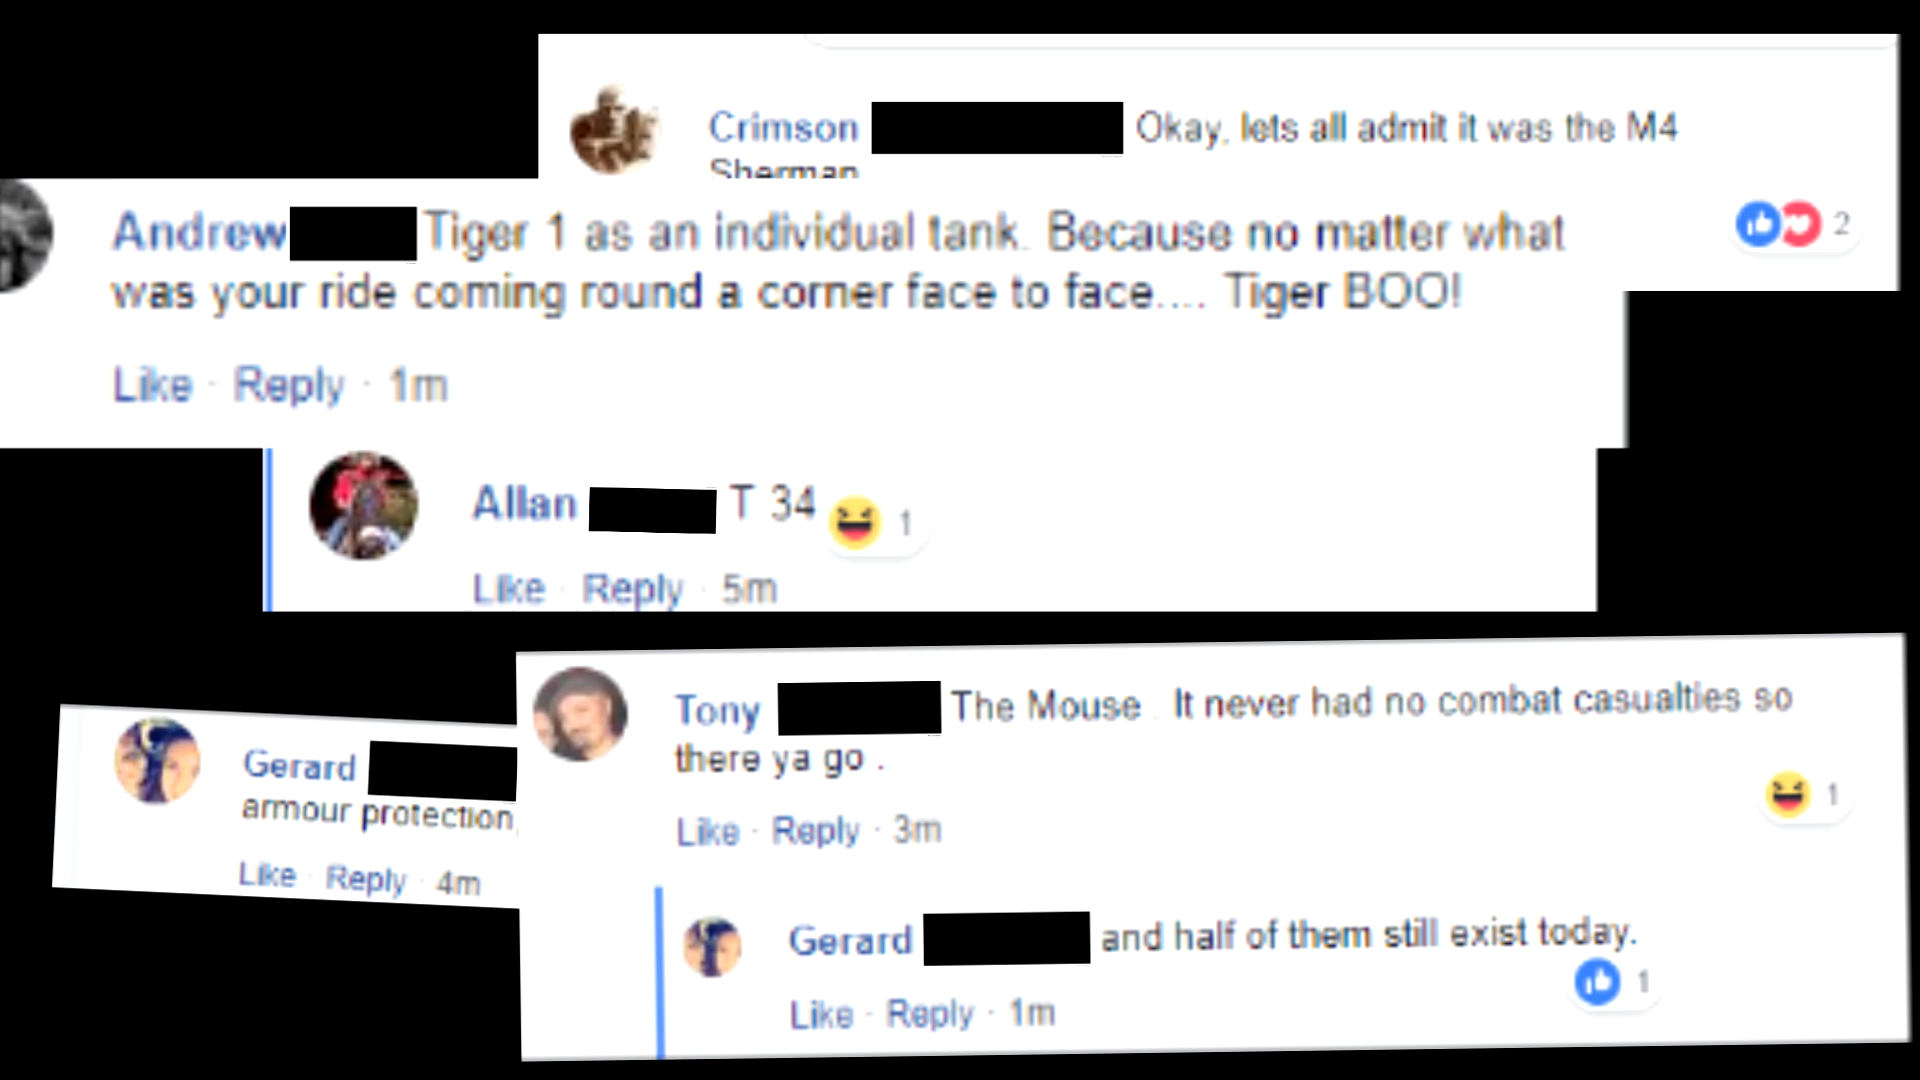 Crimson Okay, lets all admit it was the M4
Sherman
2
Andrew Tiger 1 as an individual tank. Because no matter what
was your ride coming round a corner face to face.... Tiger BOO!
Like · Reply · 1m
Allan T 34
1
Like · Reply · 5m
Tony The Mouse . It never had no combat casualties so
there ya go .
1
Like · Reply · 3m
Gerard
armour protection,
Like · Reply · 4m
Gerard and half of them still exist today.
1
Like · Reply · 1m